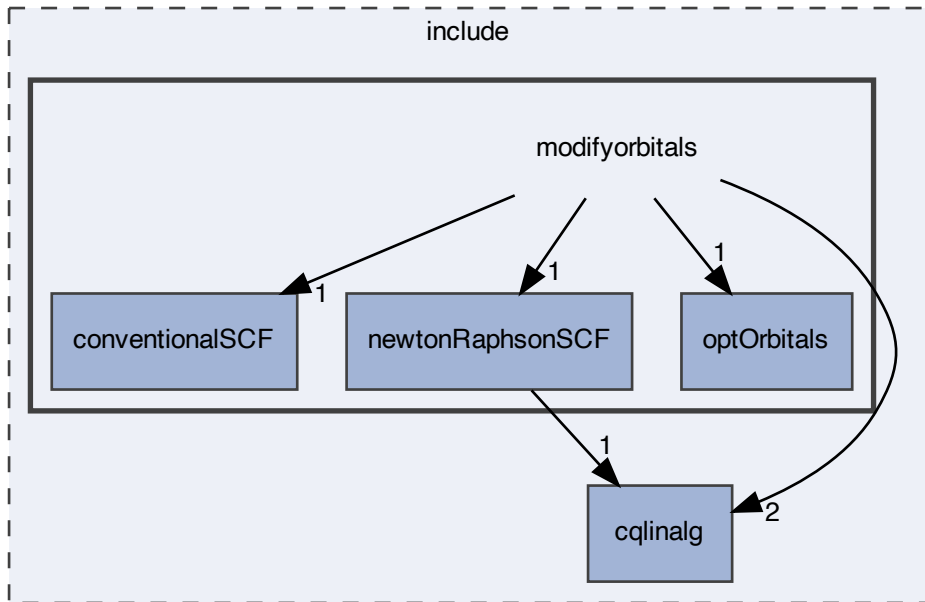 include
modifyorbitals
1
1
1
conventionalSCF
newtonRaphsonSCF
optOrbitals
1
2
cqlinalg